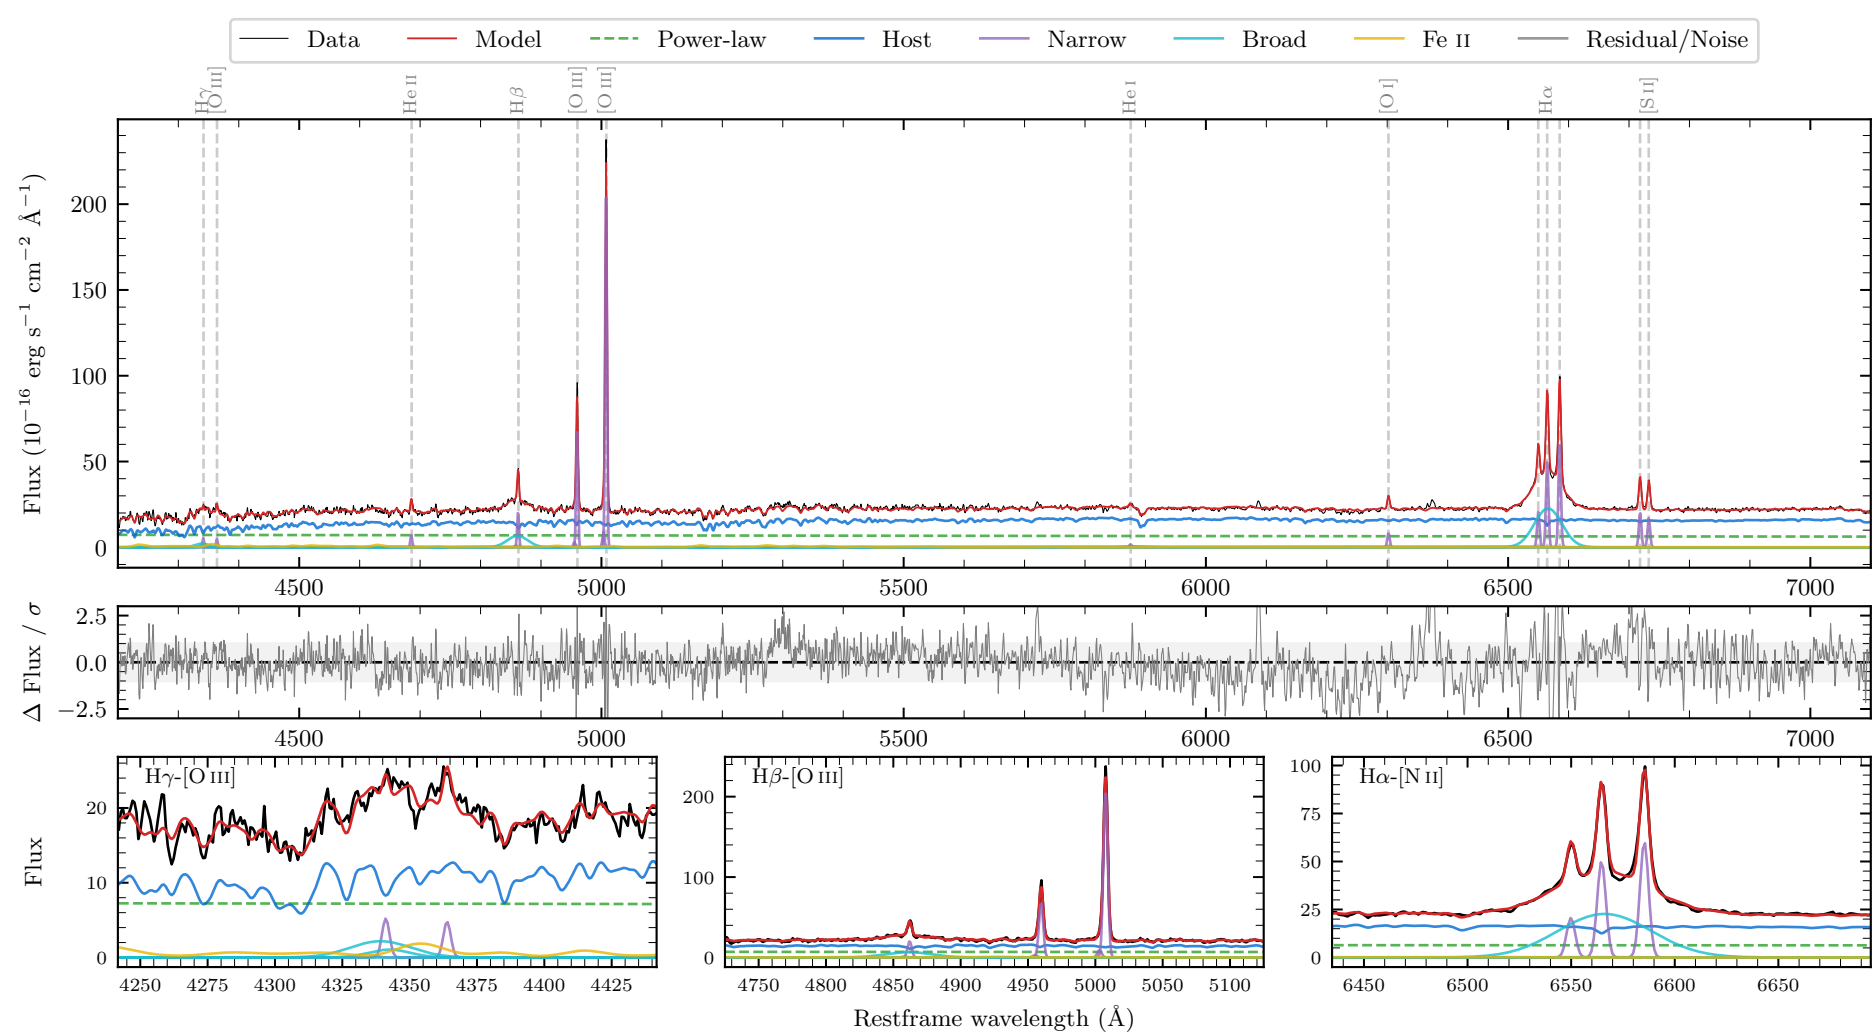 Data Model Power-law Host Narrow Broad Fe II Residual/Noise
Hγ [O III] He II Hβ [O III] [O III] He I [O I] Hα [S II]
Flux (10⁻¹⁶ erg s⁻¹ cm⁻² Å⁻¹)
200
150
100
50
0
4500 5000 5500 6000 6500 7000
Δ Flux / σ
2.5
0.0
−2.5
4500 5000 5500 6000 6500 7000
Flux
Hγ-[O III]
20
10
0
4250 4275 4300 4325 4350 4375 4400 4425
Hβ-[O III]
200
100
0
4750 4800 4850 4900 4950 5000 5050 5100
Hα-[N II]
100
75
50
25
0
6450 6500 6550 6600 6650
Restframe wavelength (Å)